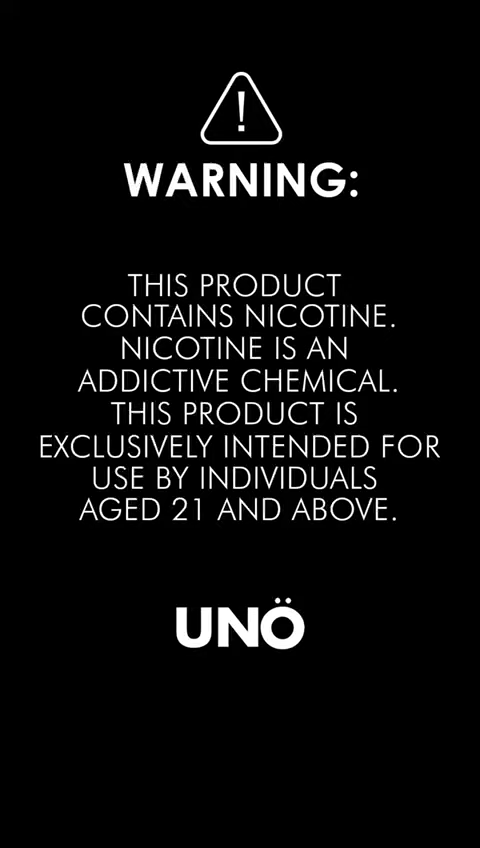 !
WARNING:
THIS PRODUCT
CONTAINS NICOTINE.
NICOTINE IS AN
ADDICTIVE CHEMICAL.
THIS PRODUCT IS
EXCLUSIVELY INTENDED FOR
USE BY INDIVIDUALS
AGED 21 AND ABOVE.
UNÖ